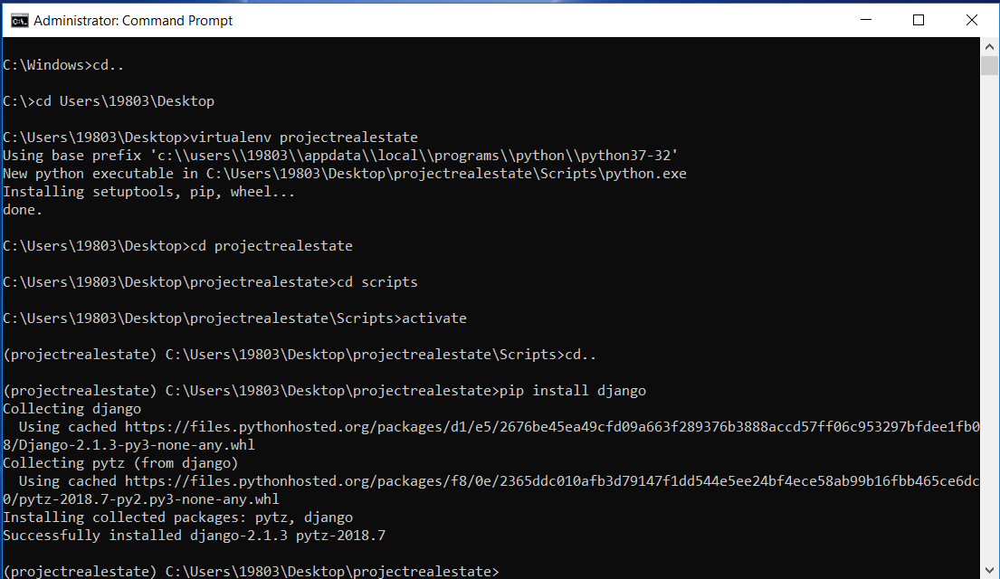 Administrator: Command Prompt
C:\Windows>cd..
C:\>cd Users\19803\Desktop
C:\Users\19803\Desktop>virtualenv projectrealestate
Using base prefix 'c:\\users\\19803\\appdata\\local\\programs\\python\\python37-32'
New python executable in C:\Users\19803\Desktop\projectrealestate\Scripts\python.exe
Installing setuptools, pip, wheel...
done.
C:\Users\19803\Desktop>cd projectrealestate
C:\Users\19803\Desktop\projectrealestate>cd scripts
C:\Users\19803\Desktop\projectrealestate\Scripts>activate
(projectrealestate) C:\Users\19803\Desktop\projectrealestate\Scripts>cd..
(projectrealestate) C:\Users\19803\Desktop\projectrealestate>pip install django
Collecting django
  Using cached https://files.pythonhosted.org/packages/d1/e5/2676be45ea49cfd09a663f289376b3888accd57ff06c953297bfdee1fb0
8/Django-2.1.3-py3-none-any.whl
Collecting pytz (from django)
  Using cached https://files.pythonhosted.org/packages/f8/0e/2365ddc010afb3d79147f1dd544e5ee24bf4ece58ab99b16fbb465ce6dc
0/pytz-2018.7-py2.py3-none-any.whl
Installing collected packages: pytz, django
Successfully installed django-2.1.3 pytz-2018.7
(projectrealestate) C:\Users\19803\Desktop\projectrealestate>